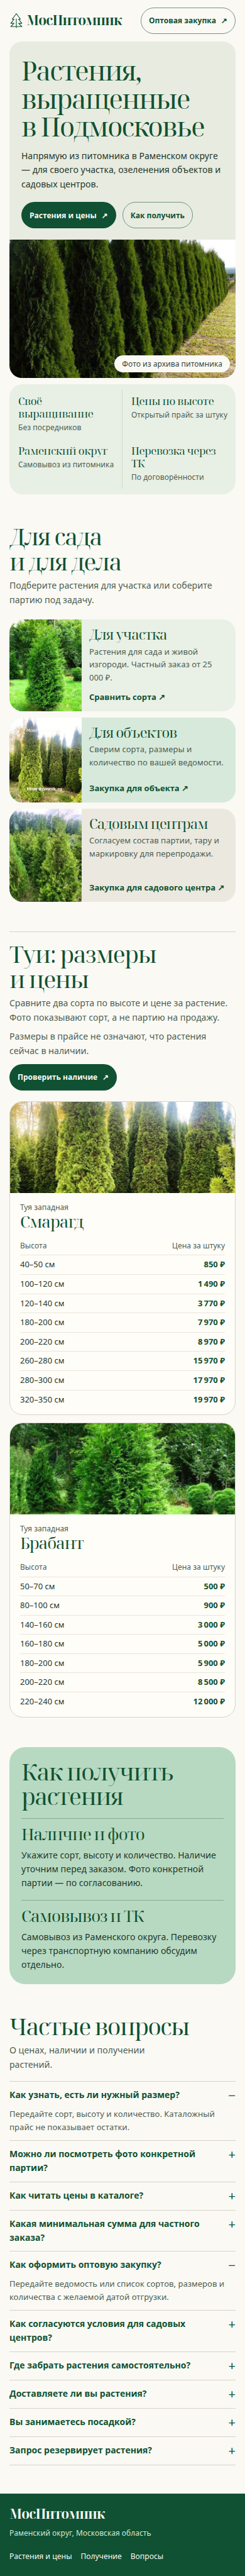 МосПитомник
Оптовая закупка ↗
Растения,
выращенные
в Подмосковье
Напрямую из питомника в Раменском округе
— для своего участка, озеленения объектов и
садовых центров.
Растения и цены ↗
Как получить
Фото из архива питомника
Своё
выращивание
Без посредников
Цены по высоте
Открытый прайс за штуку
Раменский округ
Самовывоз из питомника
Перевозка через
ТК
По договорённости
Для сада
и для дела
Подберите растения для участка или соберите
партию под задачу.
Для участка
Растения для сада и живой
изгороди. Частный заказ от 25
000 ₽.
Сравнить сорта ↗
Для объектов
Сверим сорта, размеры и
количество по вашей ведомости.
Закупка для объекта ↗
Садовым центрам
Согласуем состав партии, тару и
маркировку для перепродажи.
Закупка для садового центра ↗
Туи: размеры
и цены
Сравните два сорта по высоте и цене за растение.
Фото показывают сорт, а не партию на продажу.
Размеры в прайсе не означают, что растения
сейчас в наличии.
Проверить наличие ↗
Туя западная
Смарагд
Высота Цена за штуку
40–50 см 850 ₽
100–120 см 1 490 ₽
120–140 см 3 770 ₽
180–200 см 7 970 ₽
200–220 см 8 970 ₽
260–280 см 15 970 ₽
280–300 см 17 970 ₽
320–350 см 19 970 ₽
Туя западная
Брабант
Высота Цена за штуку
50–70 см 500 ₽
80–100 см 900 ₽
140–160 см 3 000 ₽
160–180 см 5 000 ₽
180–200 см 5 900 ₽
200–220 см 8 500 ₽
220–240 см 12 000 ₽
Как получить
растения
Наличие и фото
Укажите сорт, высоту и количество. Наличие
уточним перед заказом. Фото конкретной
партии — по согласованию.
Самовывоз и ТК
Самовывоз из Раменского округа. Перевозку
через транспортную компанию обсудим
отдельно.
Частые вопросы
О ценах, наличии и получении
растений.
Как узнать, есть ли нужный размер? −
Передайте сорт, высоту и количество. Каталожный
прайс не показывает остатки.
Можно ли посмотреть фото конкретной +
партии?
Как читать цены в каталоге? +
Какая минимальная сумма для частного +
заказа?
Как оформить оптовую закупку? −
Передайте ведомость или список сортов, размеров и
количества с желаемой датой отгрузки.
Как согласуются условия для садовых +
центров?
Где забрать растения самостоятельно? +
Доставляете ли вы растения? +
Вы занимаетесь посадкой? +
Запрос резервирует растения? +
МосПитомник
Раменский округ, Московская область
Растения и цены Получение Вопросы